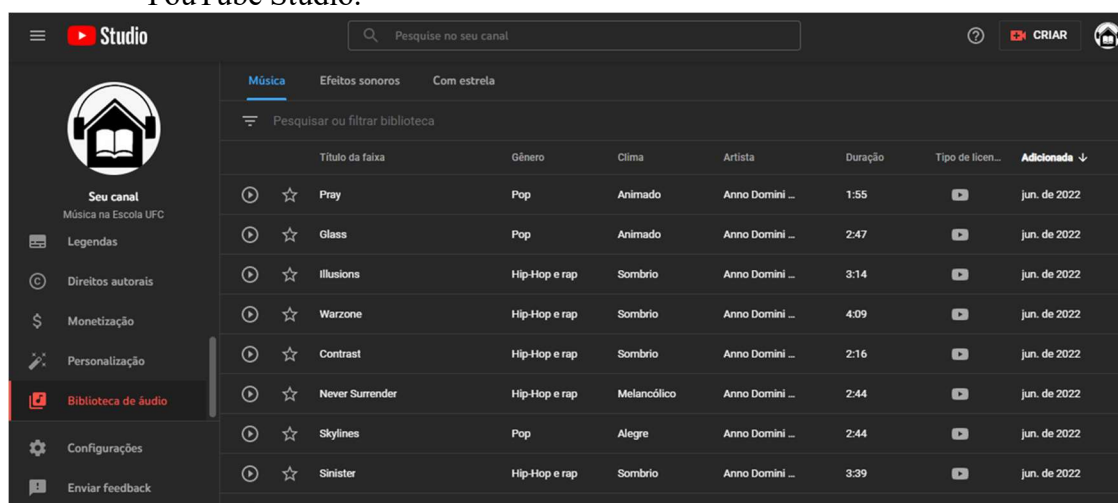 YouTube Studio.
Studio
Pesquise no seu canal
CRIAR
Seu canal
Música na Escola UFC
Legendas
Direitos autorais
Monetização
Personalização
Biblioteca de áudio
Configurações
Enviar feedback
Música Efeitos sonoros Com estrela
Pesquisar ou filtrar biblioteca
Título da faixa Gênero Clima Artista Duração Tipo de licen... Adicionada ↓
Pray Pop Animado Anno Domini ... 1:55 jun. de 2022
Glass Pop Animado Anno Domini ... 2:47 jun. de 2022
Illusions Hip-Hop e rap Sombrio Anno Domini ... 3:14 jun. de 2022
Warzone Hip-Hop e rap Sombrio Anno Domini ... 4:09 jun. de 2022
Contrast Hip-Hop e rap Sombrio Anno Domini ... 2:16 jun. de 2022
Never Surrender Hip-Hop e rap Melancólico Anno Domini ... 2:44 jun. de 2022
Skylines Pop Alegre Anno Domini ... 2:44 jun. de 2022
Sinister Hip-Hop e rap Sombrio Anno Domini ... 3:39 jun. de 2022